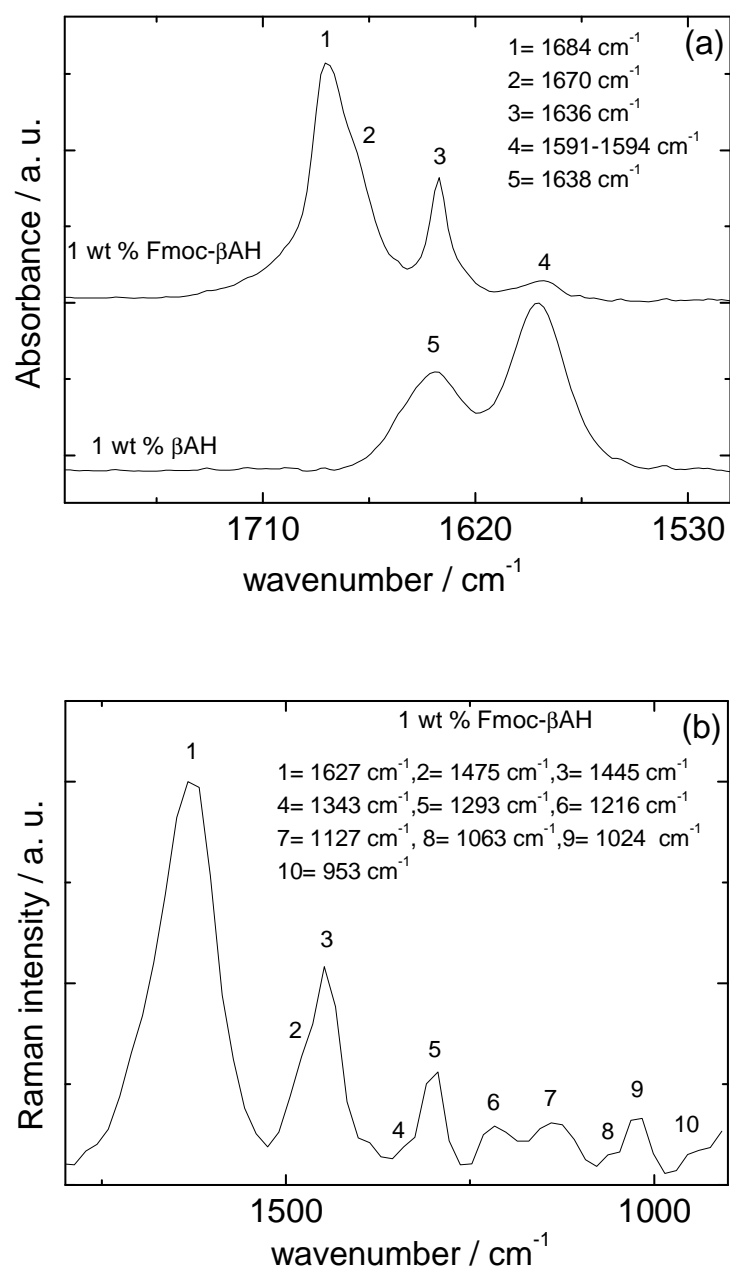 (a)
1
1= 1684 cm⁻¹
2= 1670 cm⁻¹
3= 1636 cm⁻¹
4= 1591-1594 cm⁻¹
5= 1638 cm⁻¹
2
3
4
5
1 wt % Fmoc-βAH
1 wt % βAH
Absorbance / a. u.
1710 1620 1530
wavenumber / cm⁻¹
1 wt % Fmoc-βAH
(b)
1= 1627 cm⁻¹,2= 1475 cm⁻¹,3= 1445 cm⁻¹
4= 1343 cm⁻¹,5= 1293 cm⁻¹,6= 1216 cm⁻¹
7= 1127 cm⁻¹, 8= 1063 cm⁻¹,9= 1024 cm⁻¹
10= 953 cm⁻¹
1
2
3
4
5
6
7
8
9
10
Raman intensity / a. u.
1500 1000
wavenumber / cm⁻¹